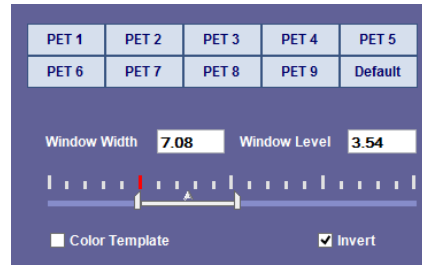 PET 1 PET 2 PET 3 PET 4 PET 5
PET 6 PET 7 PET 8 PET 9 Default
Window Width 7.08 Window Level 3.54
Color Template Invert